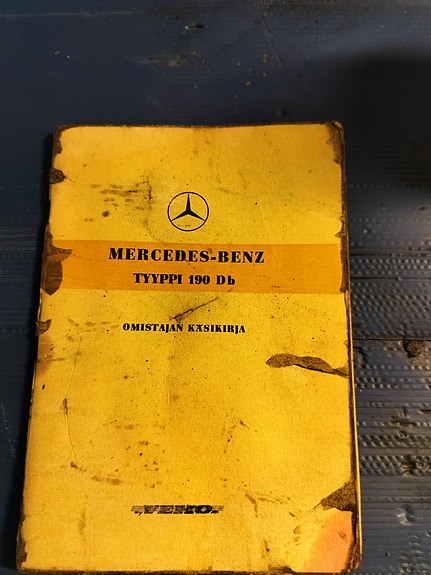 MERCEDES-BENZ
TYYPPI 190 Db
OMISTAJAN KÄSIKIRJA
VEHO